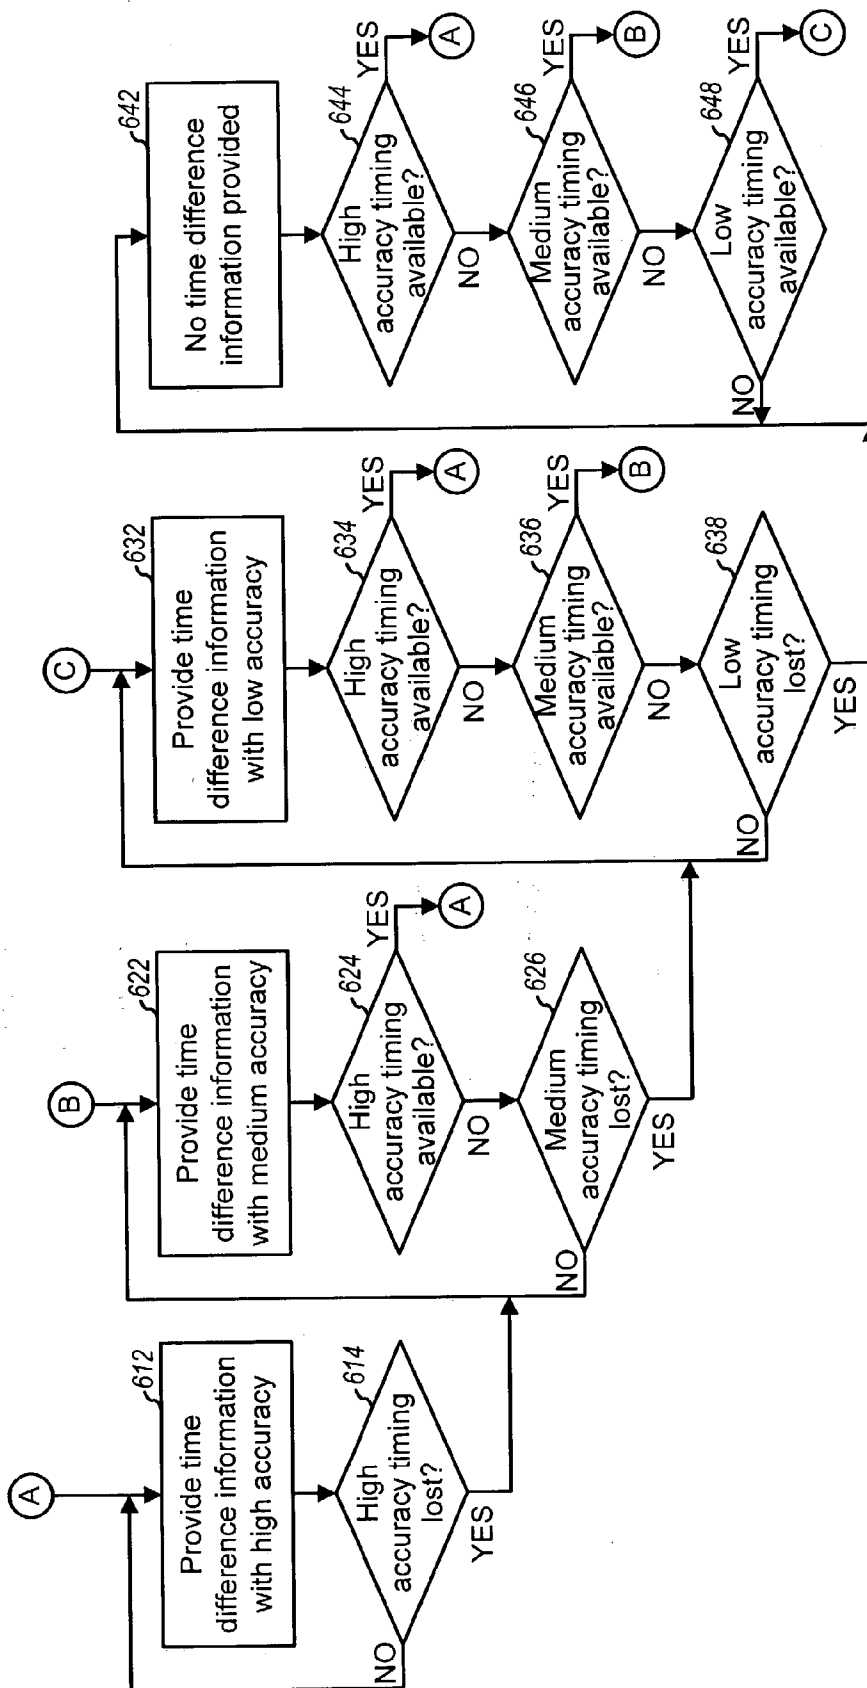 A
612
Provide time
difference information
with high accuracy
614
High
accuracy timing
lost?
NO
YES
B
622
Provide time
difference information
with medium accuracy
624
High
accuracy timing
available?
YES
A
NO
626
Medium
accuracy timing
lost?
NO
YES
C
632
Provide time
difference information
with low accuracy
634
High
accuracy timing
available?
YES
A
NO
636
Medium
accuracy timing
available?
YES
B
NO
638
Low
accuracy timing
lost?
NO
YES
642
No time difference
information provided
644
High
accuracy timing
available?
YES
A
NO
646
Medium
accuracy timing
available?
YES
B
NO
648
Low
accuracy timing
available?
YES
C
NO